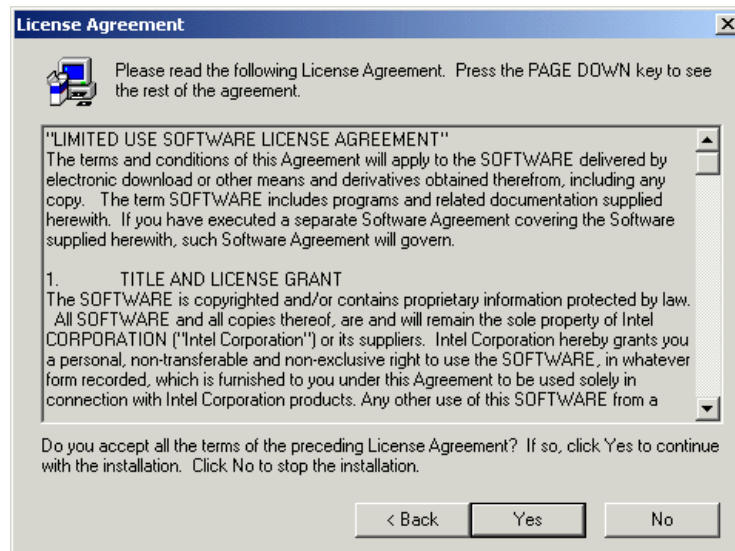 License Agreement
Please read the following License Agreement.  Press the PAGE DOWN key to see
the rest of the agreement.
"LIMITED USE SOFTWARE LICENSE AGREEMENT"
The terms and conditions of this Agreement will apply to the SOFTWARE delivered by
electronic download or other means and derivatives obtained therefrom, including any
copy.   The term SOFTWARE includes programs and related documentation supplied
herewith.  If you have executed a separate Software Agreement covering the Software
supplied herewith, such Software Agreement will govern.
1.          TITLE AND LICENSE GRANT
The SOFTWARE is copyrighted and/or contains proprietary information protected by law.
All SOFTWARE and all copies thereof, are and will remain the sole property of Intel
CORPORATION ("Intel Corporation") or its suppliers.  Intel Corporation hereby grants you
a personal, non-transferable and non-exclusive right to use the SOFTWARE, in whatever
form recorded, which is furnished to you under this Agreement to be used solely in
connection with Intel Corporation products. Any other use of this SOFTWARE from a
Do you accept all the terms of the preceding License Agreement?  If so, click Yes to continue
with the installation.  Click No to stop the installation.
< Back Yes No